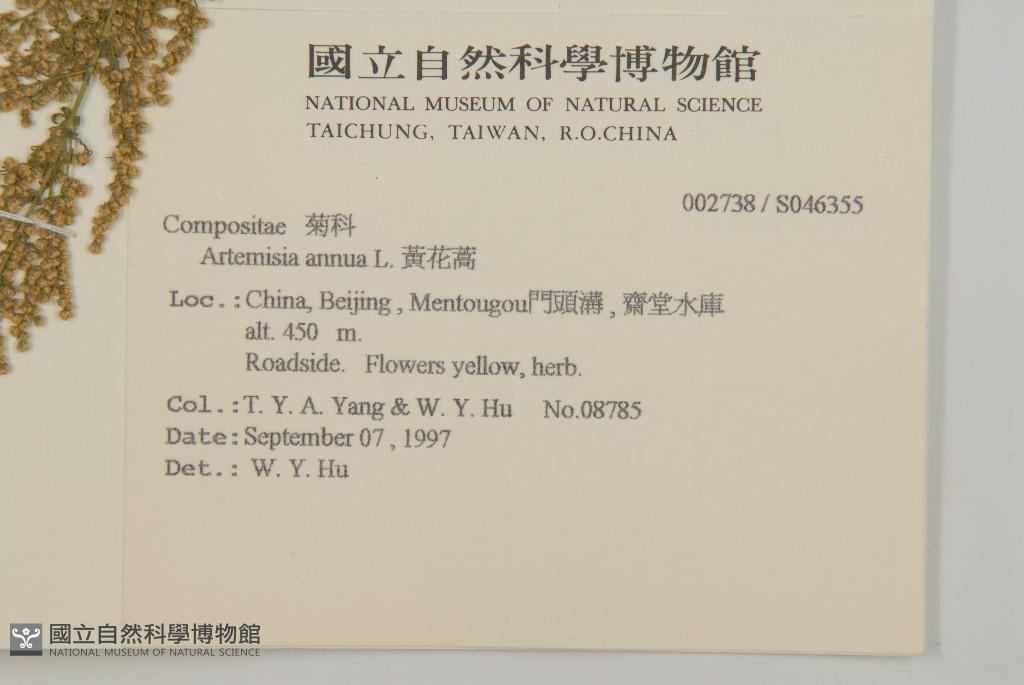 國立自然科學博物館
NATIONAL MUSEUM OF NATURAL SCIENCE
TAICHUNG, TAIWAN, R.O.CHINA
002738 / S046355
Compositae 菊科
Artemisia annua L. 黃花蒿
Loc.: China, Beijing , Mentougou門頭溝 , 齋堂水庫
alt. 450 m.
Roadside. Flowers yellow, herb.
Col.: T. Y. A. Yang & W. Y. Hu No.08785
Date: September 07 , 1997
Det.: W. Y. Hu
國立自然科學博物館
NATIONAL MUSEUM OF NATURAL SCIENCE